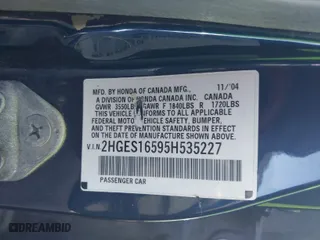 MFD. BY HONDA OF CANADA MFG., 11/04
A DIVISION OF HONDA CANADA INC., CANADA
GVWR 3550LBS GAWR F 1840LBS R 1720LBS
THIS VEHICLE CONFORMS TO ALL APPLICABLE
FEDERAL MOTOR VEHICLE SAFETY, BUMPER,
AND THEFT PREVENTION STANDARDS IN
EFFECT ON THE DATE OF MANUFACTURE
SHOWN ABOVE.
V.I.N. 2HGES16595H535227
PASSENGER CAR
DREAMBID